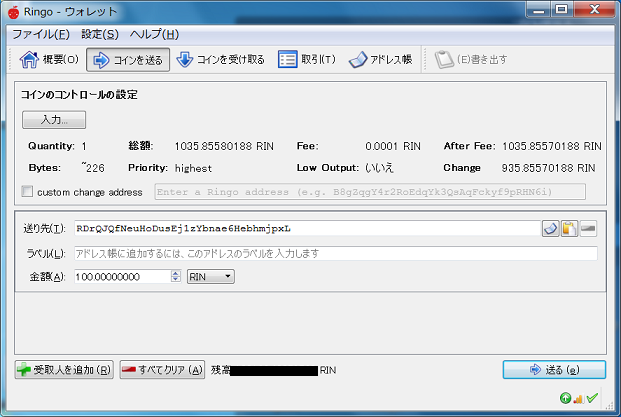 Ringo - ウォレット
ファイル(F) 設定(S) ヘルプ(H)
概要(O) コインを送る コインを受け取る 取引(T) アドレス帳 (E)書き出す
コインのコントロールの設定
入力...
Quantity: 1 総額: 1035.85580188 RIN Fee: 0.0001 RIN After Fee: 1035.85570188 RIN
Bytes: ~226 Priority: highest Low Output: いいえ Change 935.85570188 RIN
custom change address Enter a Ringo address (e.g. B8gZqgY4r2RoEdqYk3QsAqFckyf9pRHN6i)
送り先(T): RDrQJQfNeuHoDusEj1zYbnae6HebhmjpxL
ラベル(L): アドレス帳に追加するには、このアドレスのラベルを入力します
金額(A): 100.00000000 RIN
受取人を追加(R) すべてクリア(A) 残高 RIN 送る(e)